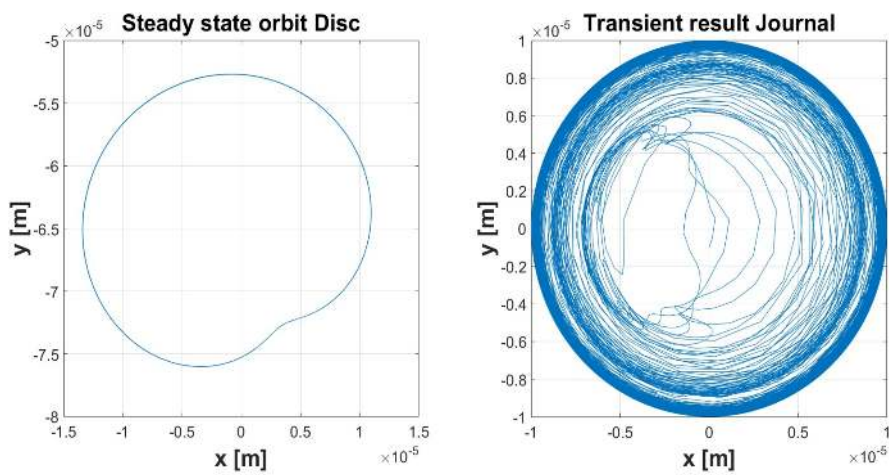 Steady state orbit Disc
×10⁻⁵
-5
-5.5
-6
-6.5
-7
-7.5
-8
y [m]
-1.5 -1 -0.5 0 0.5 1 1.5
×10⁻⁵
x [m]
Transient result Journal
×10⁻⁵
1
0.8
0.6
0.4
0.2
0
-0.2
-0.4
-0.6
-0.8
-1
y [m]
-1 -0.5 0 0.5 1
×10⁻⁵
x [m]